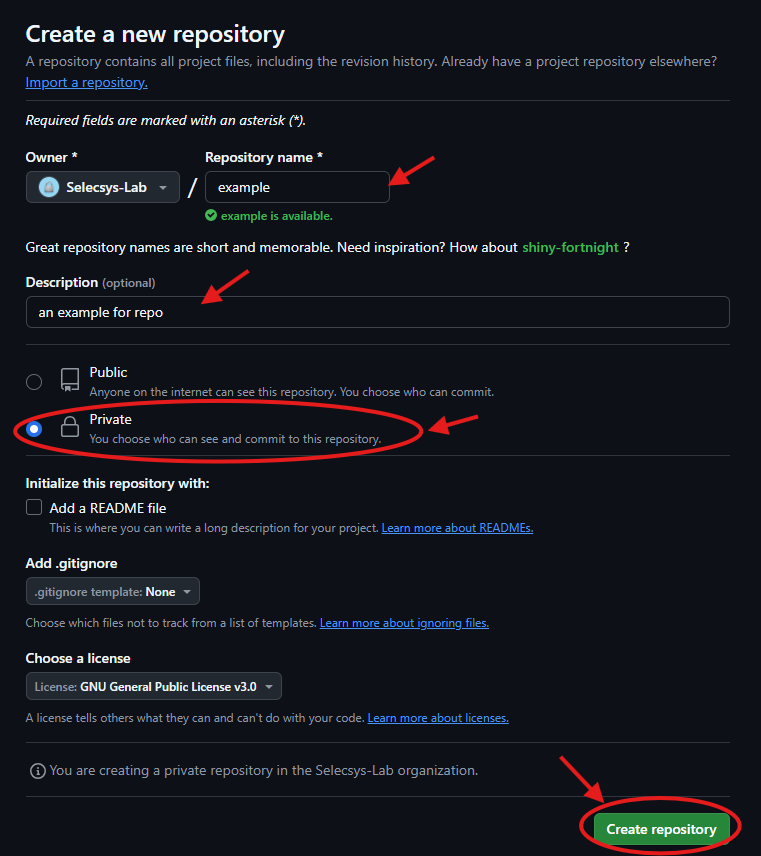 Create a new repository
A repository contains all project files, including the revision history. Already have a project repository elsewhere?
Import a repository.
Required fields are marked with an asterisk (*).
Owner * Repository name *
Selecsys-Lab / example
example is available.
Great repository names are short and memorable. Need inspiration? How about shiny-fortnight ?
Description (optional)
an example for repo
Public
Anyone on the internet can see this repository. You choose who can commit.
Private
You choose who can see and commit to this repository.
Initialize this repository with:
Add a README file
This is where you can write a long description for your project. Learn more about READMEs.
Add .gitignore
.gitignore template: None
Choose which files not to track from a list of templates. Learn more about ignoring files.
Choose a license
License: GNU General Public License v3.0
A license tells others what they can and can't do with your code. Learn more about licenses.
You are creating a private repository in the Selecsys-Lab organization.
Create repository